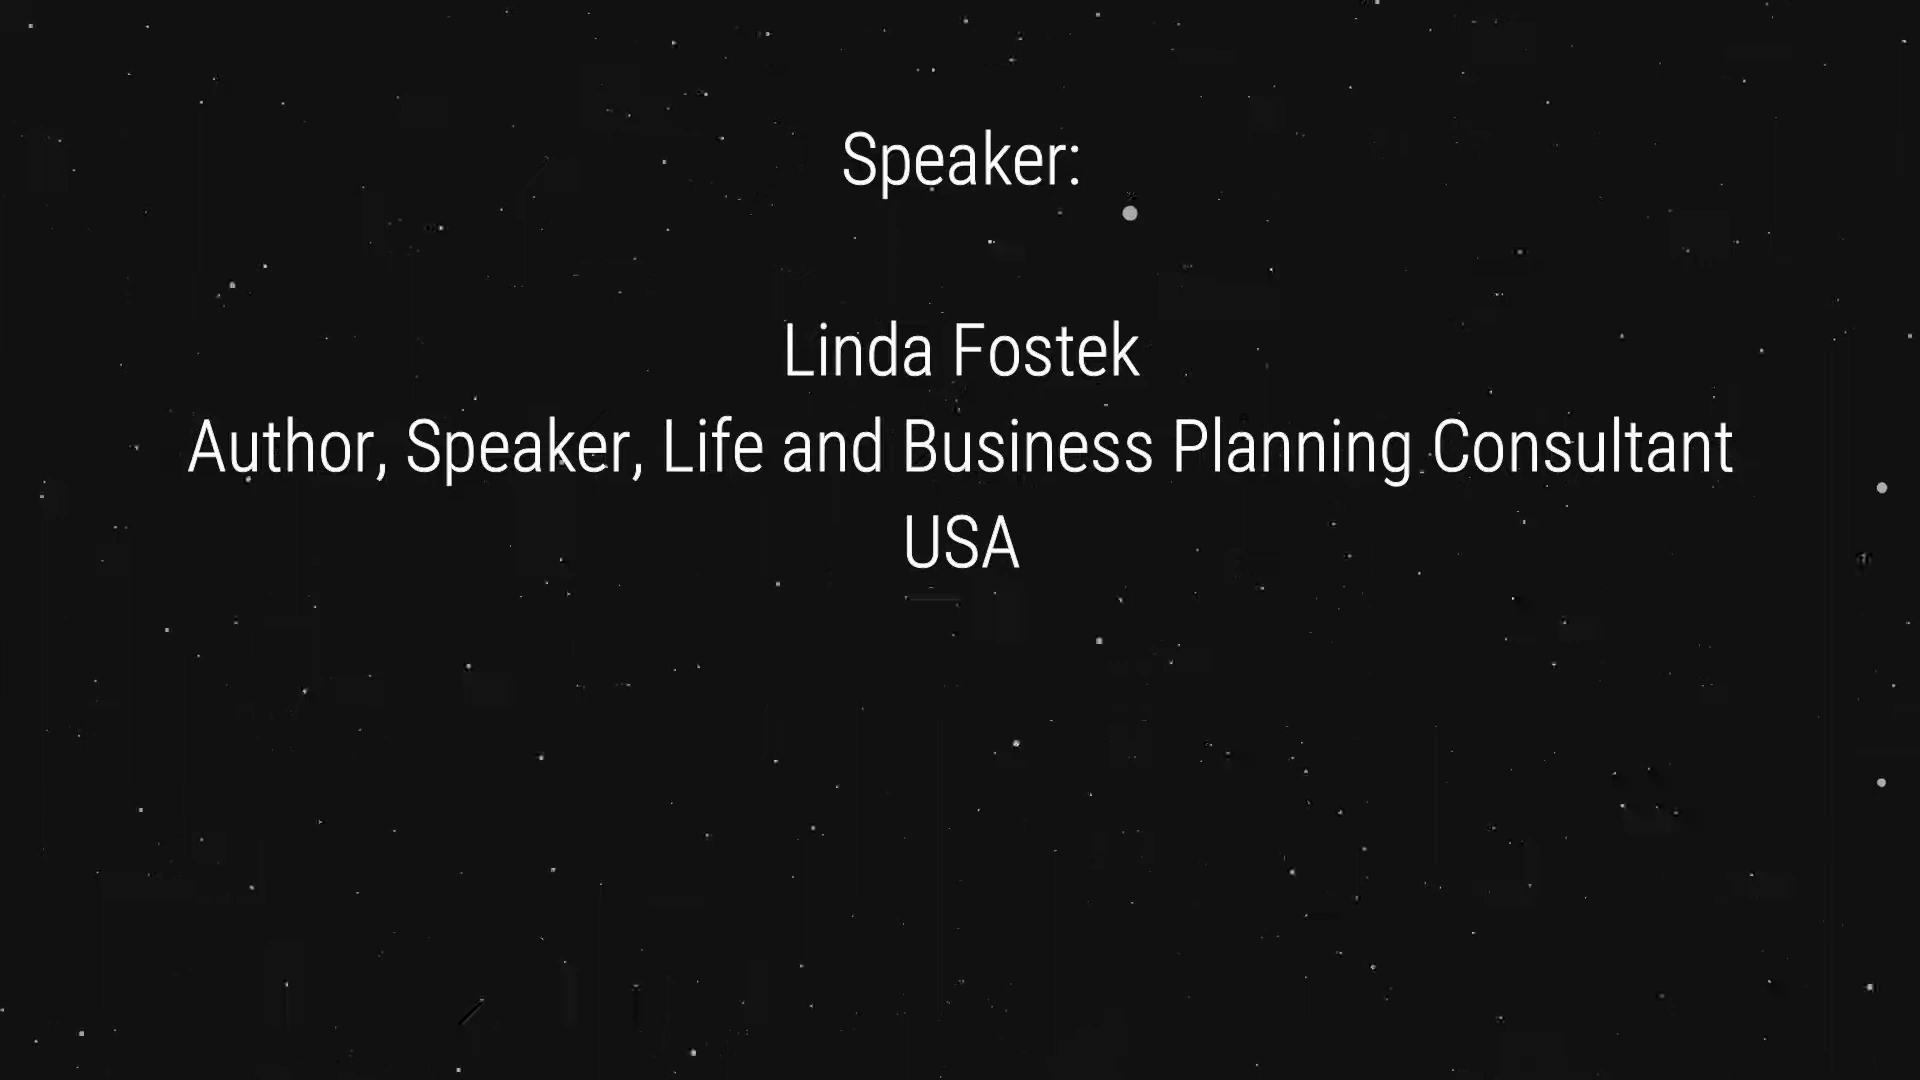 Speaker:
Linda Fostek
Author, Speaker, Life and Business Planning Consultant
USA